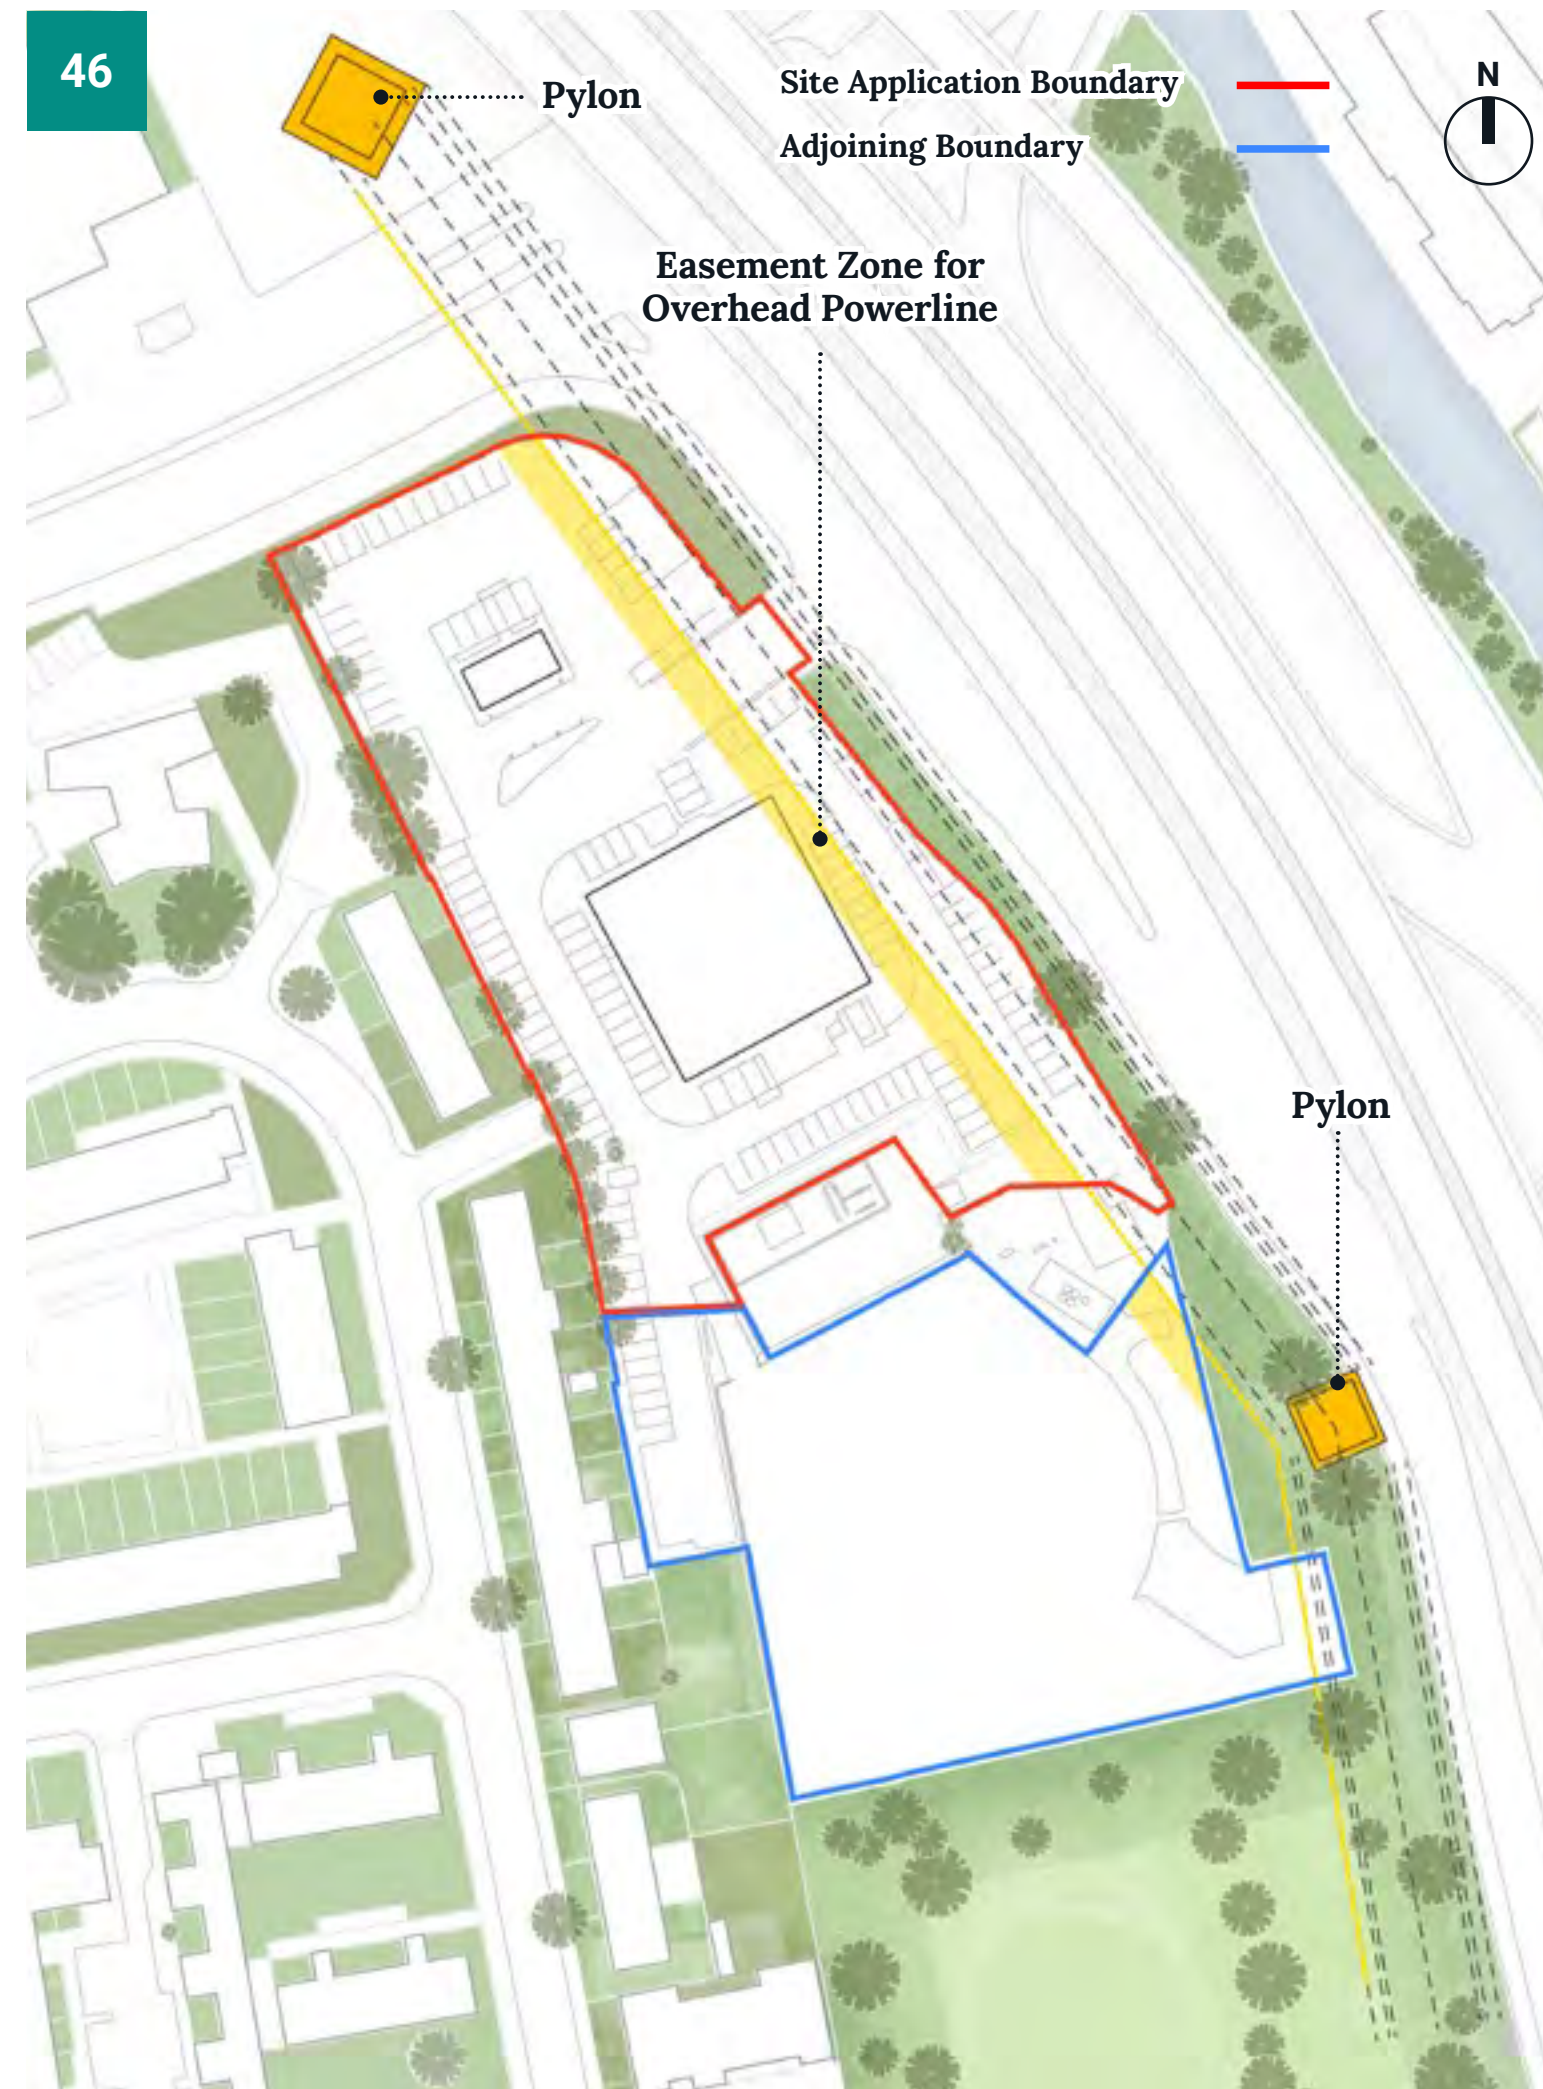 46
Pylon
Site Application Boundary
Adjoining Boundary
N
Easement Zone for
Overhead Powerline
Pylon